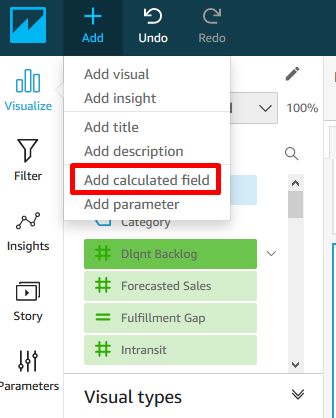 Add
Undo
Redo
Visualize
Filter
Insights
Story
Parameters
Add visual
Add insight
Add title
Add description
Add calculated field
Add parameter
100%
Category
Dlqnt Backlog
Forecasted Sales
Fulfillment Gap
Intransit
Visual types